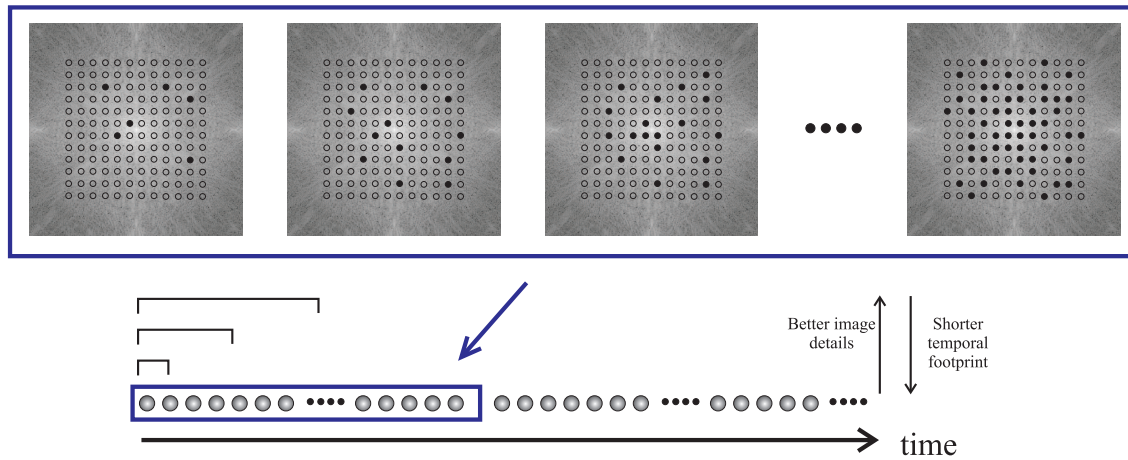 Better image
details
Shorter
temporal
footprint
time